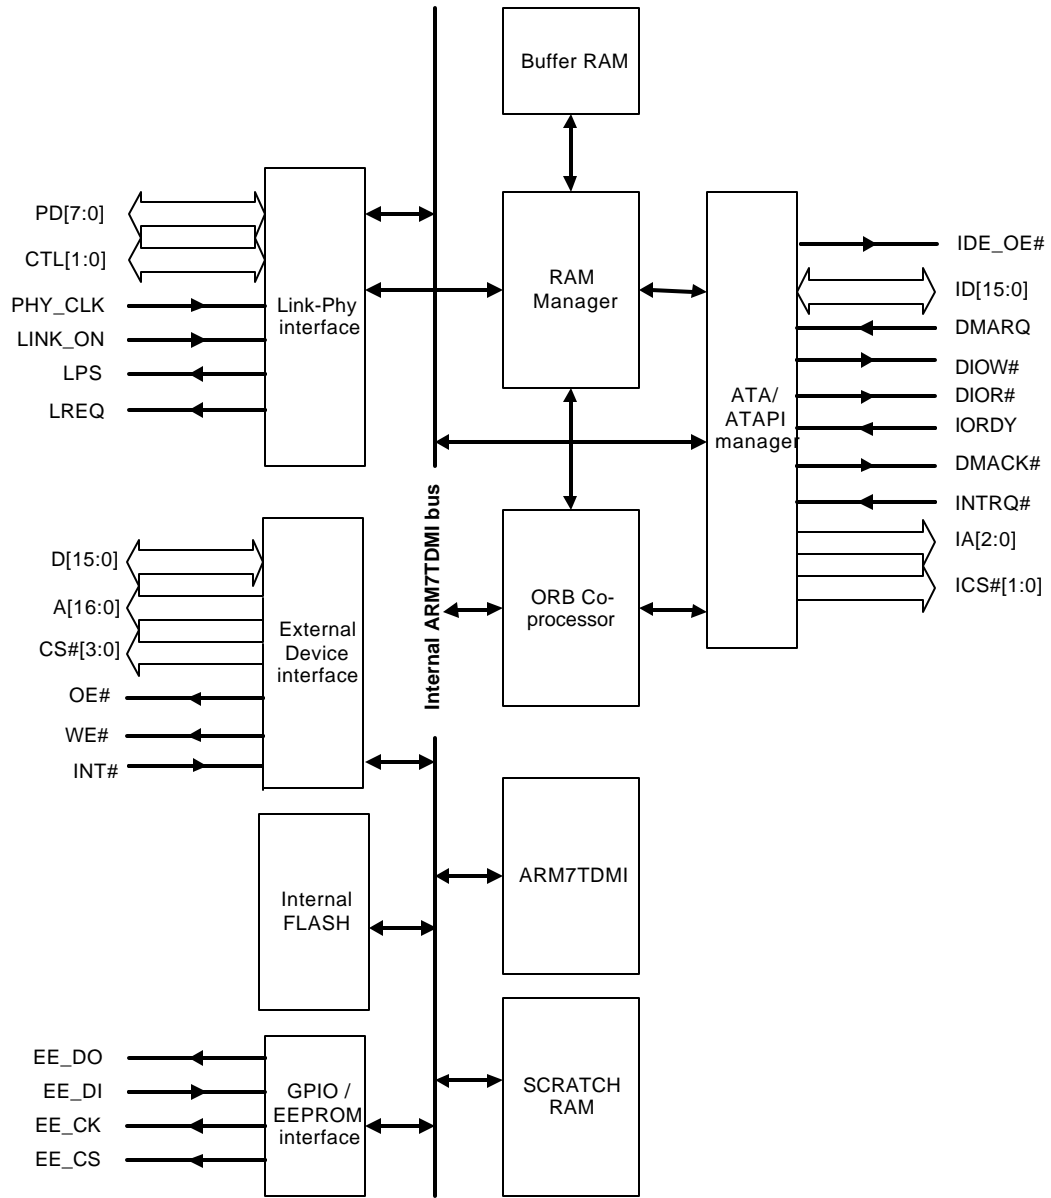 Buffer RAM
PD[7:0]
CTL[1:0]
PHY_CLK
LINK_ON
LPS
LREQ
Link-Phy
interface
RAM
Manager
ATA/
ATAPI
manager
IDE_OE#
ID[15:0]
DMARQ
DIOW#
DIOR#
IORDY
DMACK#
INTRQ#
IA[2:0]
ICS#[1:0]
Internal ARM7TDMI bus
D[15:0]
A[16:0]
CS#[3:0]
OE#
WE#
INT#
External
Device
interface
ORB Co-
processor
Internal
FLASH
ARM7TDMI
EE_DO
EE_DI
EE_CK
EE_CS
GPIO /
EEPROM
interface
SCRATCH
RAM